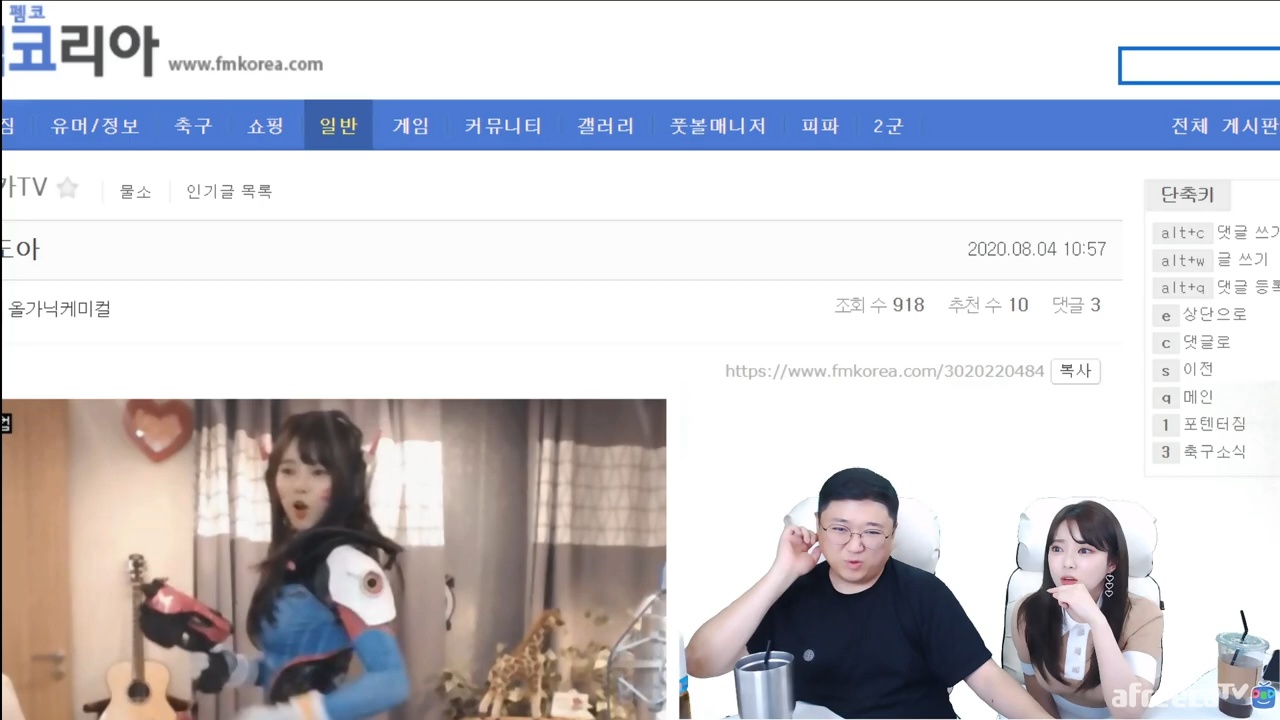 펨코
코리아 www.fmkorea.com
짐 유머/정보 축구 쇼핑 일반 게임 커뮤니티 갤러리 풋볼매니저 피파 2군 전체 게시판
TV 물소 인기글 목록
도아 2020.08.04 10:57
올가닉케미컬 조회 수 918 추천 수 10 댓글 3
https://www.fmkorea.com/3020220484 복사
단축키
alt+c 댓글 쓰기
alt+w 글 쓰기
alt+q 댓글 등록
e 상단으로
c 댓글로
s 이전
q 메인
1 포텐터짐
3 축구소식
컬
afreecaTV